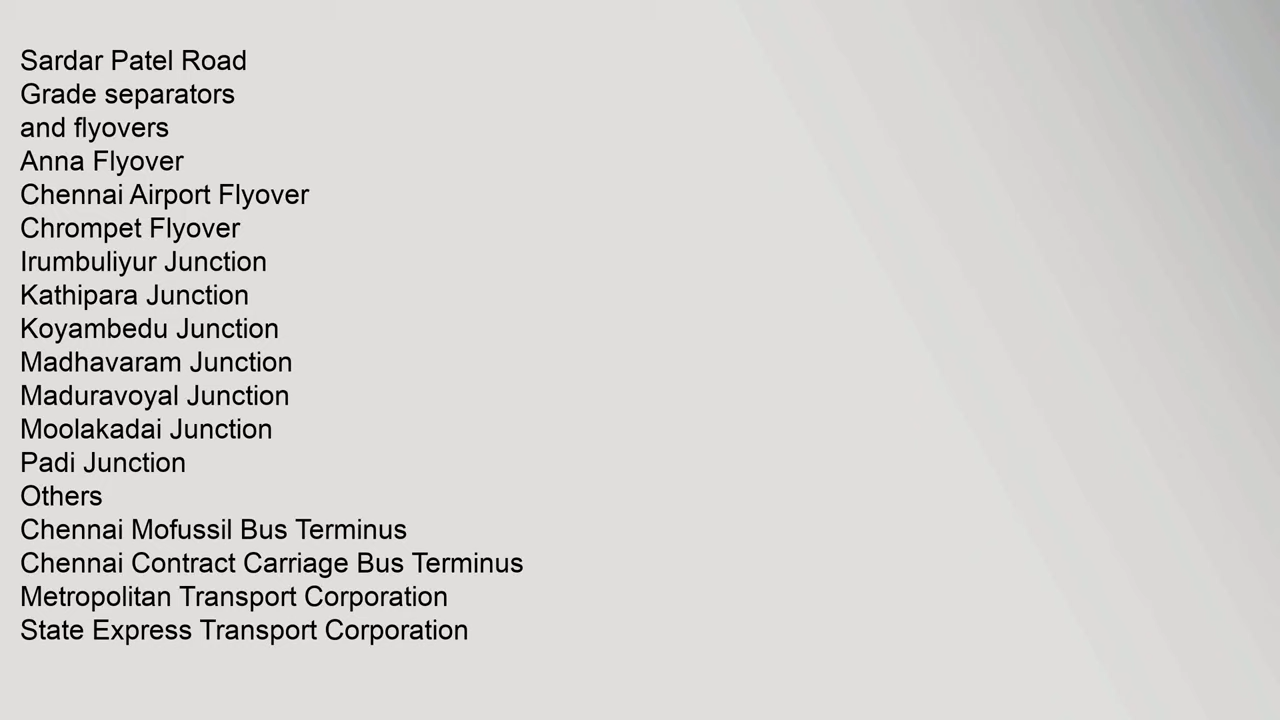 Sardar Patel Road
Grade separators
and flyovers
Anna Flyover
Chennai Airport Flyover
Chrompet Flyover
Irumbuliyur Junction
Kathipara Junction
Koyambedu Junction
Madhavaram Junction
Maduravoyal Junction
Moolakadai Junction
Padi Junction
Others
Chennai Mofussil Bus Terminus
Chennai Contract Carriage Bus Terminus
Metropolitan Transport Corporation
State Express Transport Corporation